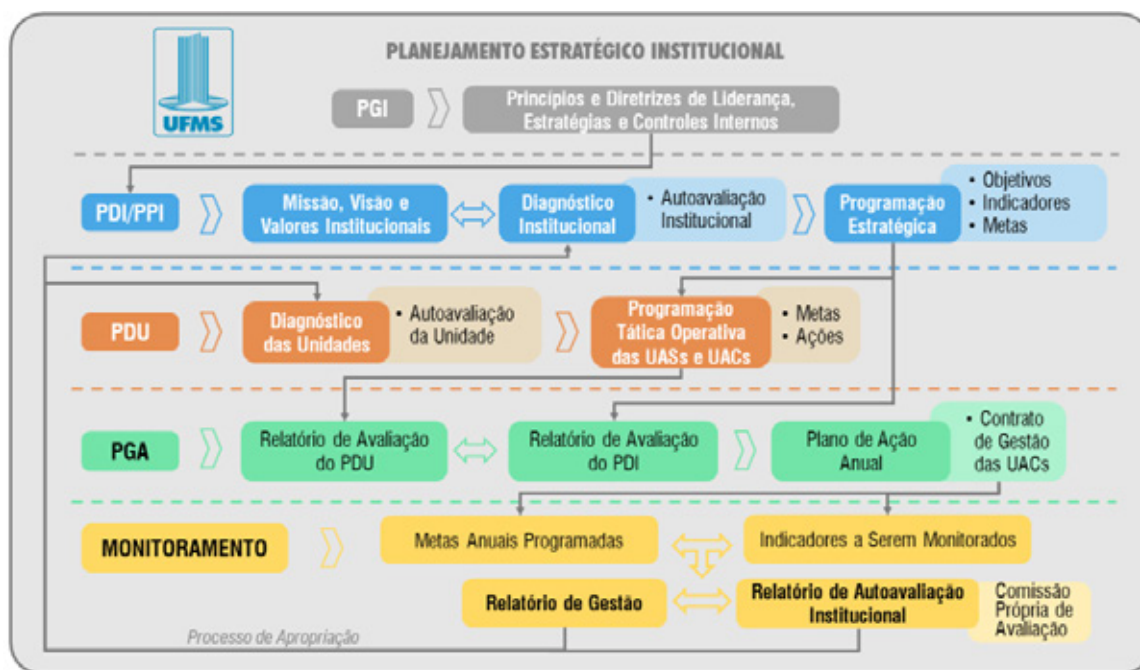 PLANEJAMENTO ESTRATÉGICO INSTITUCIONAL
UFMS
PGI
Princípios e Diretrizes de Liderança,
Estratégias e Controles Internos
PDI/PPI
Missão, Visão e
Valores Institucionais
Diagnóstico
Institucional
• Autoavaliação
Institucional
Programação
Estratégica
• Objetivos
• Indicadores
• Metas
PDU
Diagnóstico
das Unidades
• Autoavaliação
da Unidade
Programação
Tática Operativa
das UASs e UACs
• Metas
• Ações
PGA
Relatório de Avaliação
do PDU
Relatório de Avaliação
do PDI
Plano de Ação
Anual
• Contrato
de Gestão
das UACs
MONITORAMENTO
Metas Anuais Programadas
Indicadores a Serem Monitorados
Relatório de Gestão
Relatório de Autoavaliação
Institucional
Comissão
Própria de
Avaliação
Processo de Apropriação